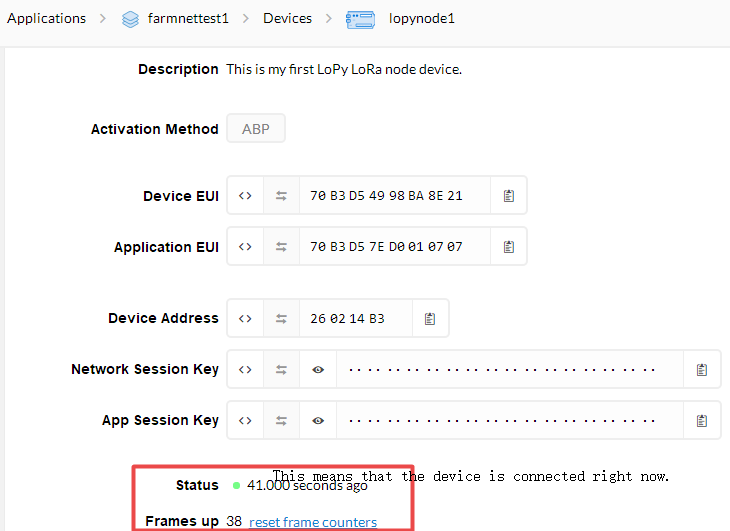 Applications > farmnettest1 > Devices > lopynode1
Description This is my first LoPy LoRa node device.
Activation Method ABP
Device EUI <> 70 B3 D5 49 98 BA 8E 21
Application EUI <> 70 B3 D5 7E D0 01 07 07
Device Address <> 26 02 14 B3
Network Session Key <>
App Session Key <>
This means that the device is connected right now.
Status 41.000 seconds ago
Frames up 38 reset frame counters